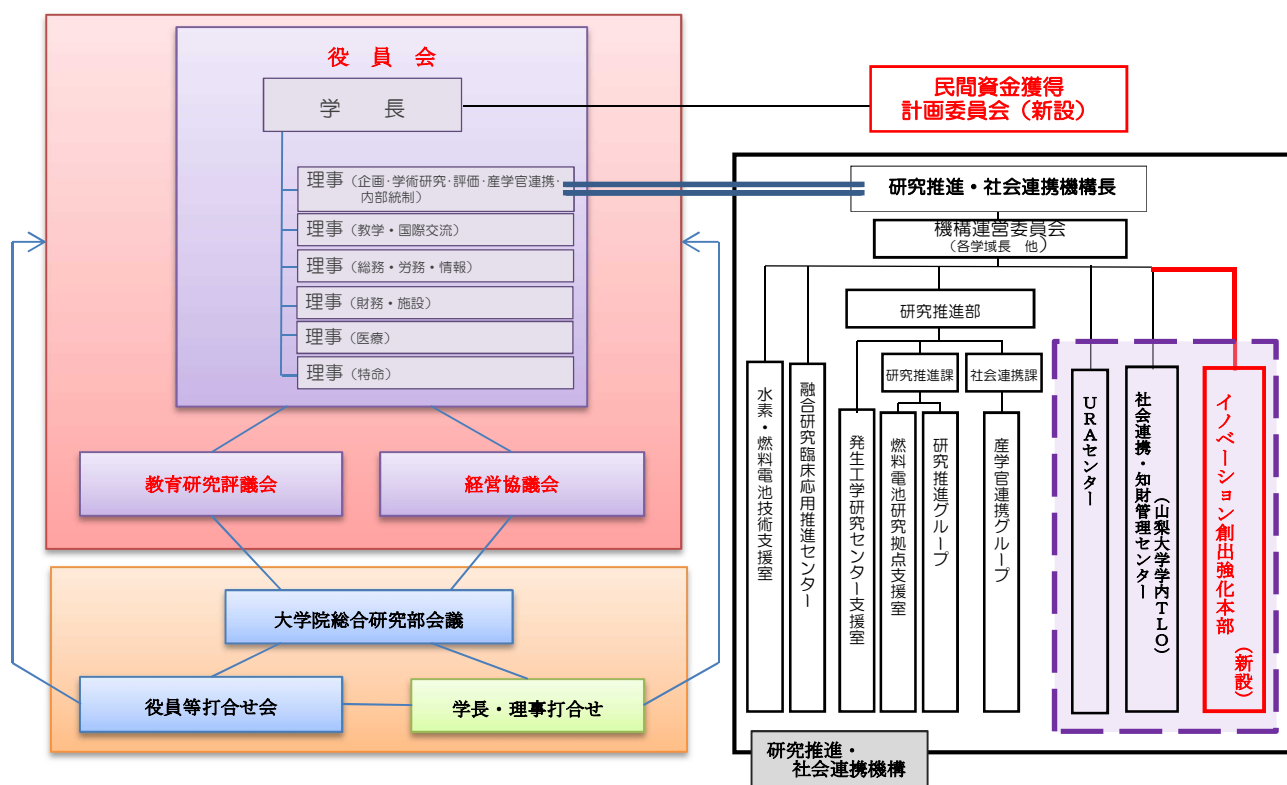 役員会
学長
理事（企画・学術研究・評価・産学官連携・
内部統制）
理事（教学・国際交流）
理事（総務・労務・情報）
理事（財務・施設）
理事（医療）
理事（特命）
教育研究評議会
経営協議会
大学院総合研究部会議
役員等打合せ会
学長・理事打合せ
民間資金獲得
計画委員会（新設）
研究推進・社会連携機構長
機構運営委員会
（各学域長　他）
研究推進部
研究推進課
社会連携課
水素・燃料電池技術支援室
融合研究臨床応用推進センター
発生工学研究センター支援室
燃料電池研究拠点支援室
研究推進グループ
産学官連携グループ
ＵＲＡセンター
社会連携・知財管理センター
（山梨大学学内ＴＬＯ）
イノベーション創出強化本部
（新設）
研究推進・
社会連携機構